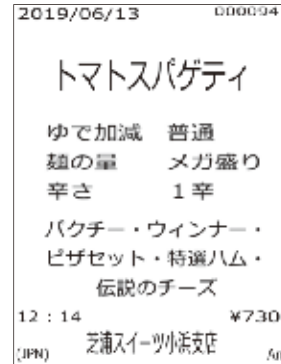 2019/06/13 000094
トマトスパゲティ
ゆで加減 普通
麺の量 メガ盛り
辛さ 1辛
パクチー・ウィンナー・
ピザセット・特選ハム・
伝説のチーズ
12:14 ¥730
(JPN) 芝浦スイーツ小浜支店